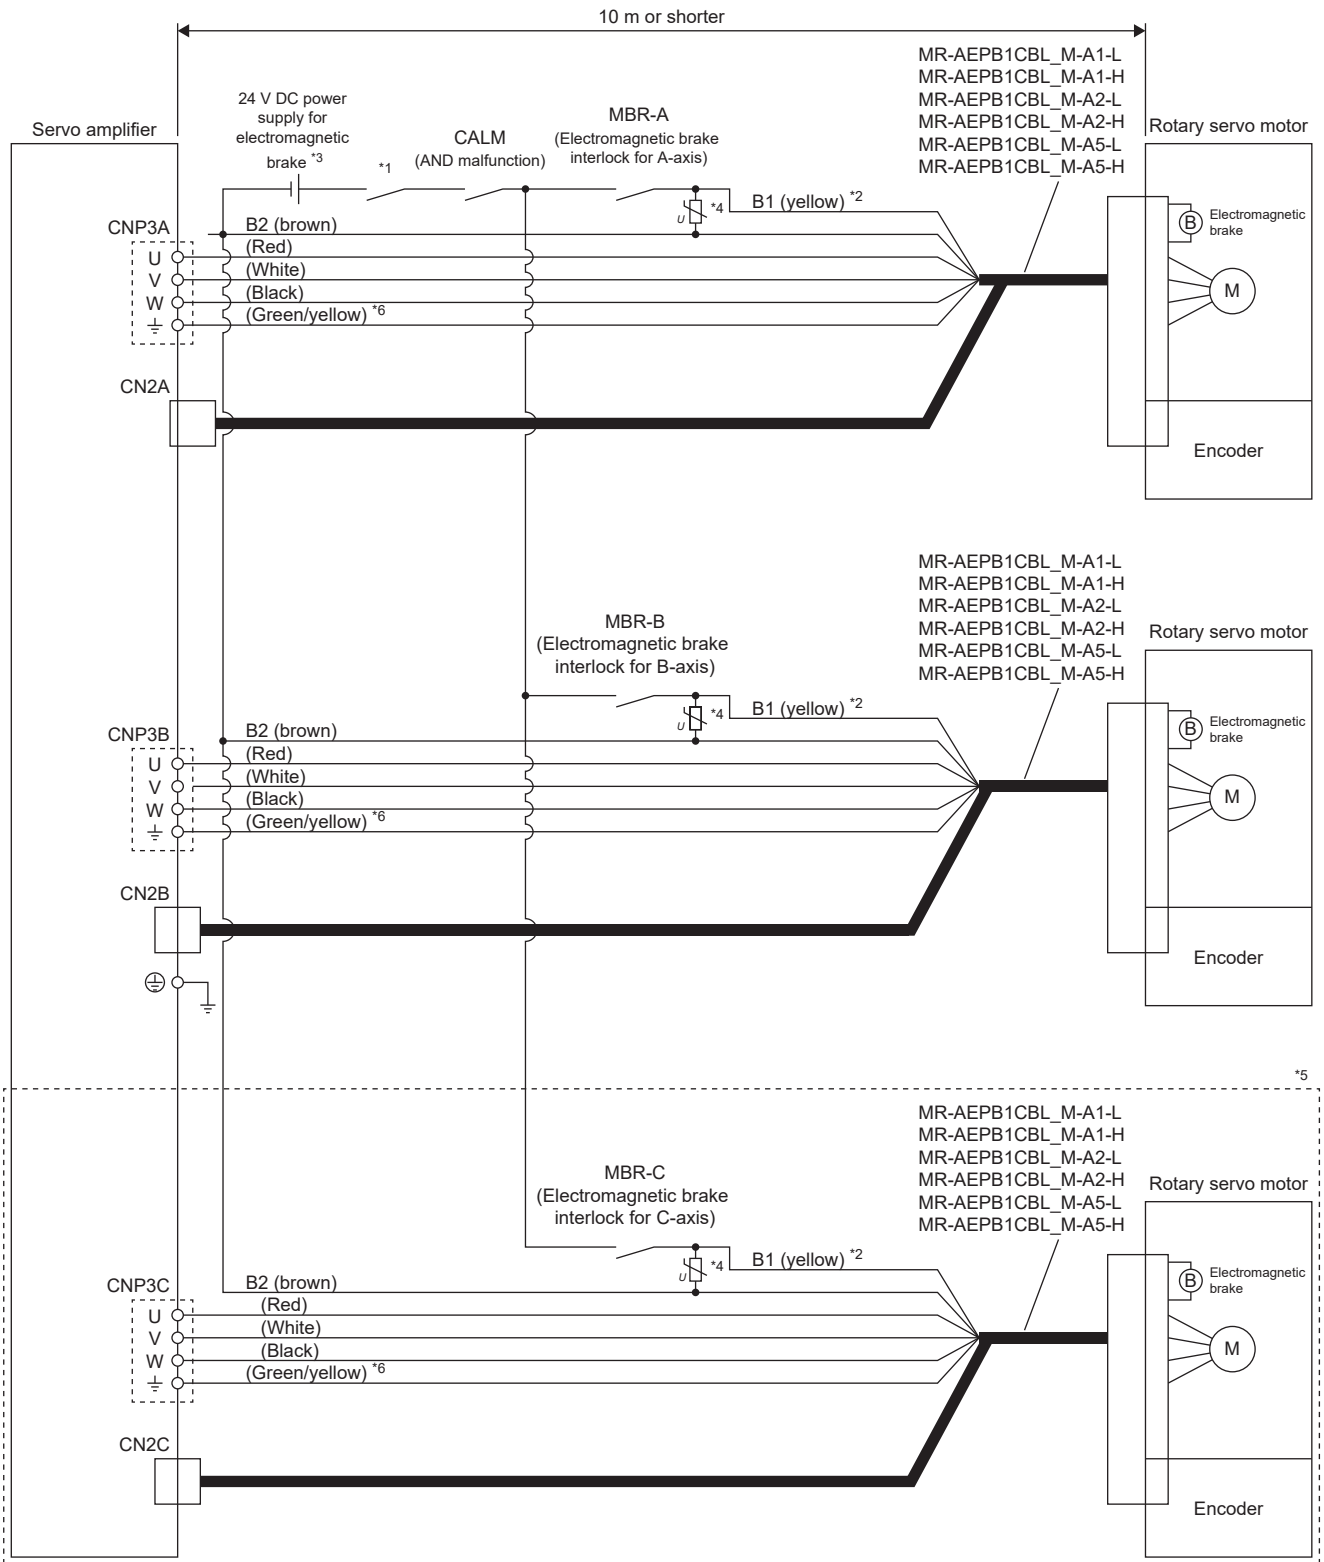 10 m or shorter
MR-AEPB1CBL_M-A1-L
MR-AEPB1CBL_M-A1-H
MR-AEPB1CBL_M-A2-L
MR-AEPB1CBL_M-A2-H
MR-AEPB1CBL_M-A5-L
MR-AEPB1CBL_M-A5-H
Servo amplifier
24 V DC power
supply for
electromagnetic
brake *3
*1
CALM
(AND malfunction)
MBR-A
(Electromagnetic brake
interlock for A-axis)
Rotary servo motor
U
*4
B1 (yellow) *2
CNP3A
B2 (brown)
U
(Red)
V
(White)
W
(Black)
(Green/yellow) *6
B
Electromagnetic
brake
M
CN2A
Encoder
MR-AEPB1CBL_M-A1-L
MR-AEPB1CBL_M-A1-H
MR-AEPB1CBL_M-A2-L
MR-AEPB1CBL_M-A2-H
MR-AEPB1CBL_M-A5-L
MR-AEPB1CBL_M-A5-H
MBR-B
(Electromagnetic brake
interlock for B-axis)
Rotary servo motor
U
*4
B1 (yellow) *2
CNP3B
B2 (brown)
U
(Red)
V
(White)
W
(Black)
(Green/yellow) *6
B
Electromagnetic
brake
M
CN2B
Encoder
*5
MR-AEPB1CBL_M-A1-L
MR-AEPB1CBL_M-A1-H
MR-AEPB1CBL_M-A2-L
MR-AEPB1CBL_M-A2-H
MR-AEPB1CBL_M-A5-L
MR-AEPB1CBL_M-A5-H
MBR-C
(Electromagnetic brake
interlock for C-axis)
Rotary servo motor
U
*4
B1 (yellow) *2
CNP3C
B2 (brown)
U
(Red)
V
(White)
W
(Black)
(Green/yellow) *6
B
Electromagnetic
brake
M
CN2C
Encoder